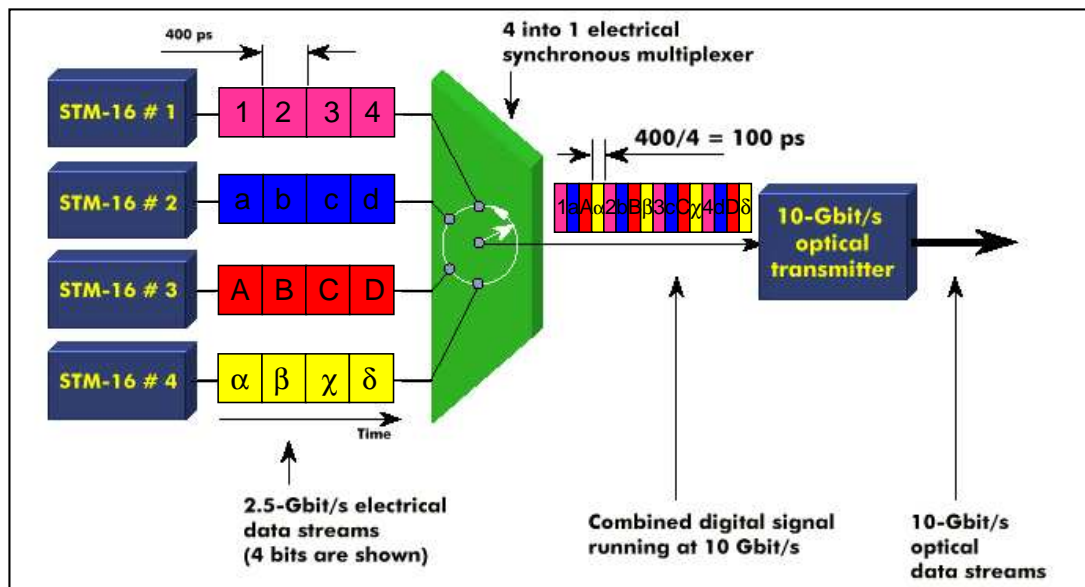 400 ps
4 into 1 electrical
synchronous multiplexer
STM-16 # 1
1 2 3 4
400/4 = 100 ps
STM-16 # 2
a b c d
1aAα2bBβ3cCχ4dDδ
10-Gbit/s
optical
transmitter
STM-16 # 3
A B C D
STM-16 # 4
α β χ δ
Time
2.5-Gbit/s electrical
data streams
(4 bits are shown)
Combined digital signal
running at 10 Gbit/s
10-Gbit/s
optical
data streams